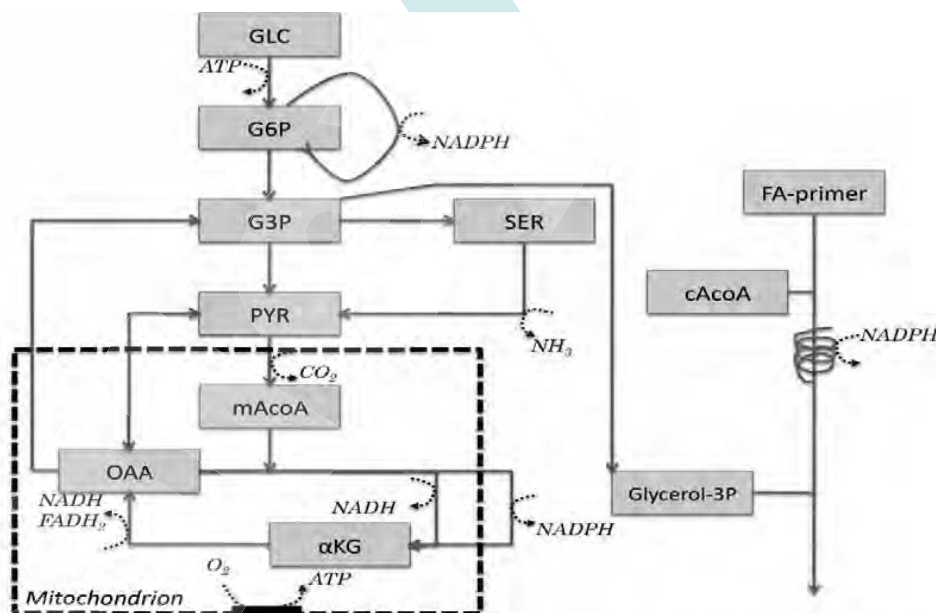 GLC
ATP
G6P
NADPH
FA-primer
G3P
SER
cAcoA
PYR
NH₃
NADPH
CO₂
mAcoA
OAA
Glycerol-3P
NADH
FADH₂
NADH
NADPH
αKG
O₂
ATP
Mitochondrion